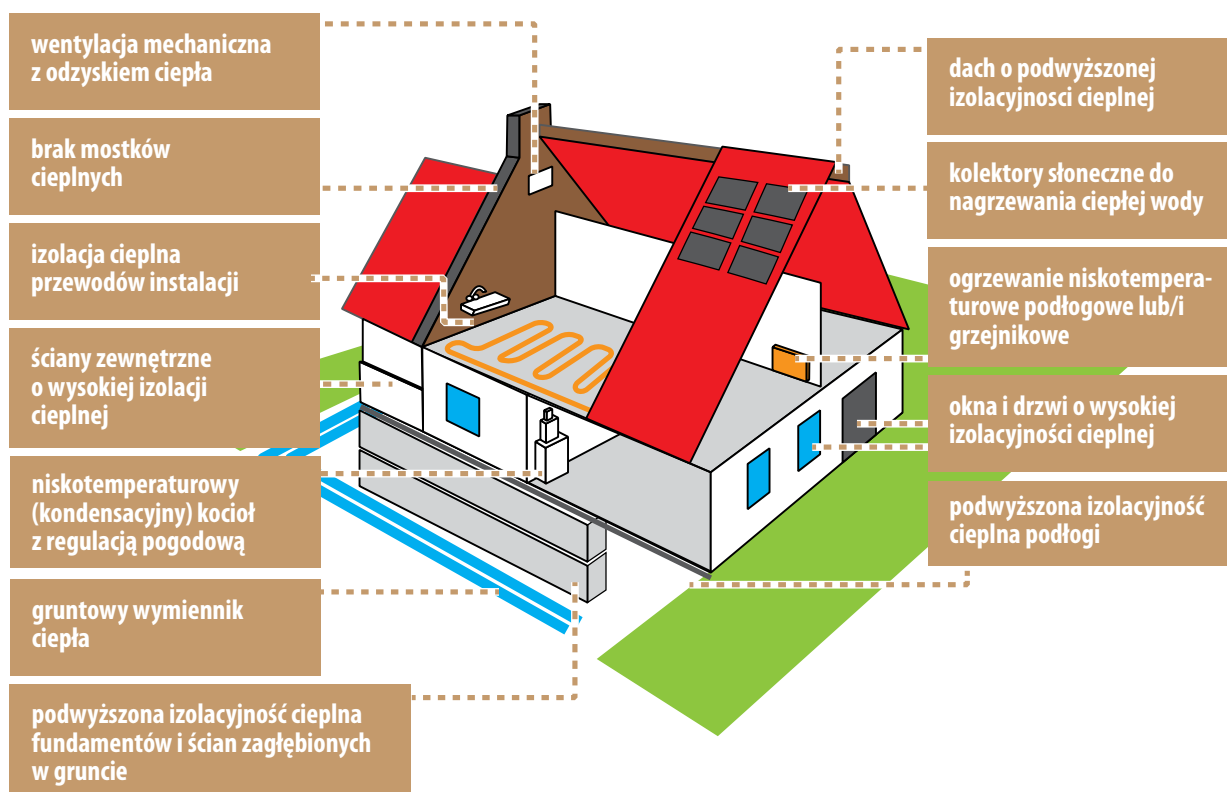 wentylacja mechaniczna
z odzyskiem ciepła
brak mostków
cieplnych
izolacja cieplna
przewodów instalacji
ściany zewnętrzne
o wysokiej izolacji
cieplnej
niskotemperaturowy
(kondensacyjny) kocioł
z regulacją pogodową
gruntowy wymiennik
ciepła
podwyższona izolacyjność cieplna
fundamentów i ścian zagłębionych
w gruncie
dach o podwyższonej
izolacyjnosci cieplnej
kolektory słoneczne do
nagrzewania ciepłej wody
ogrzewanie niskotempera-
turowe podłogowe lub/i
grzejnikowe
okna i drzwi o wysokiej
izolacyjności cieplnej
podwyższona izolacyjność
cieplna podłogi